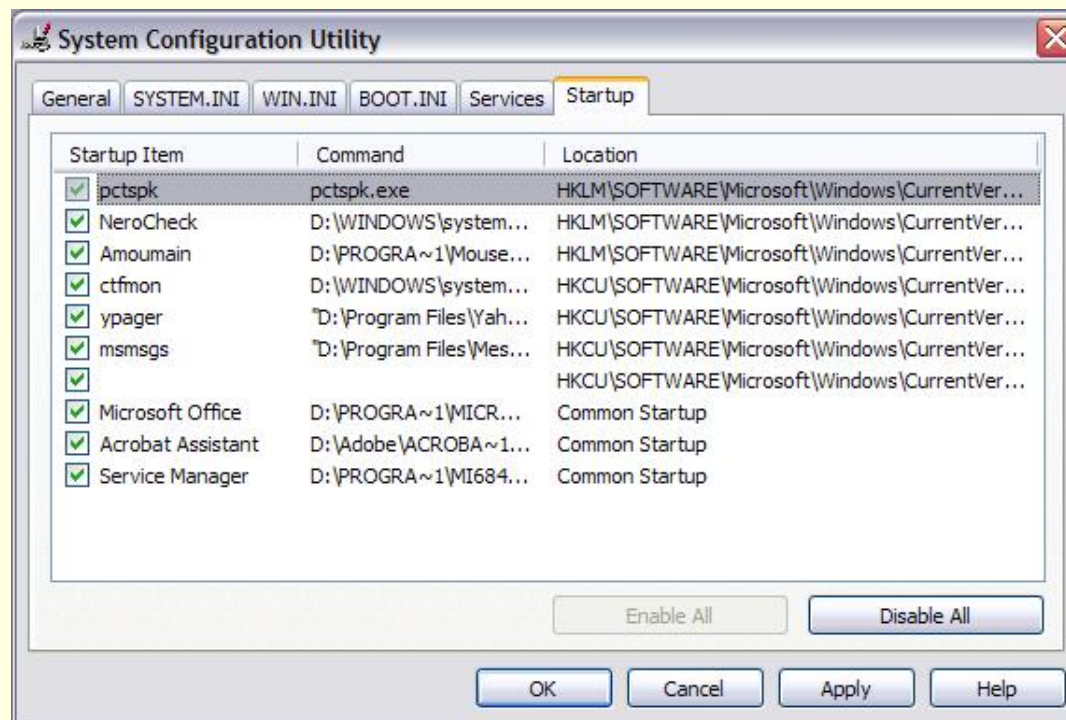 System Configuration Utility
General SYSTEM.INI WIN.INI BOOT.INI Services Startup
Startup Item Command Location
pctspk pctspk.exe HKLM\SOFTWARE\Microsoft\Windows\CurrentVer...
NeroCheck D:\WINDOWS\system... HKLM\SOFTWARE\Microsoft\Windows\CurrentVer...
Amoumain D:\PROGRA~1\Mouse... HKLM\SOFTWARE\Microsoft\Windows\CurrentVer...
ctfmon D:\WINDOWS\system... HKCU\SOFTWARE\Microsoft\Windows\CurrentVer...
ypager "D:\Program Files\Yah... HKCU\SOFTWARE\Microsoft\Windows\CurrentVer...
msmsgs "D:\Program Files\Mes... HKCU\SOFTWARE\Microsoft\Windows\CurrentVer...
HKCU\SOFTWARE\Microsoft\Windows\CurrentVer...
Microsoft Office D:\PROGRA~1\MICR... Common Startup
Acrobat Assistant D:\Adobe\ACROBA~1... Common Startup
Service Manager D:\PROGRA~1\MI684... Common Startup
Enable All Disable All
OK Cancel Apply Help